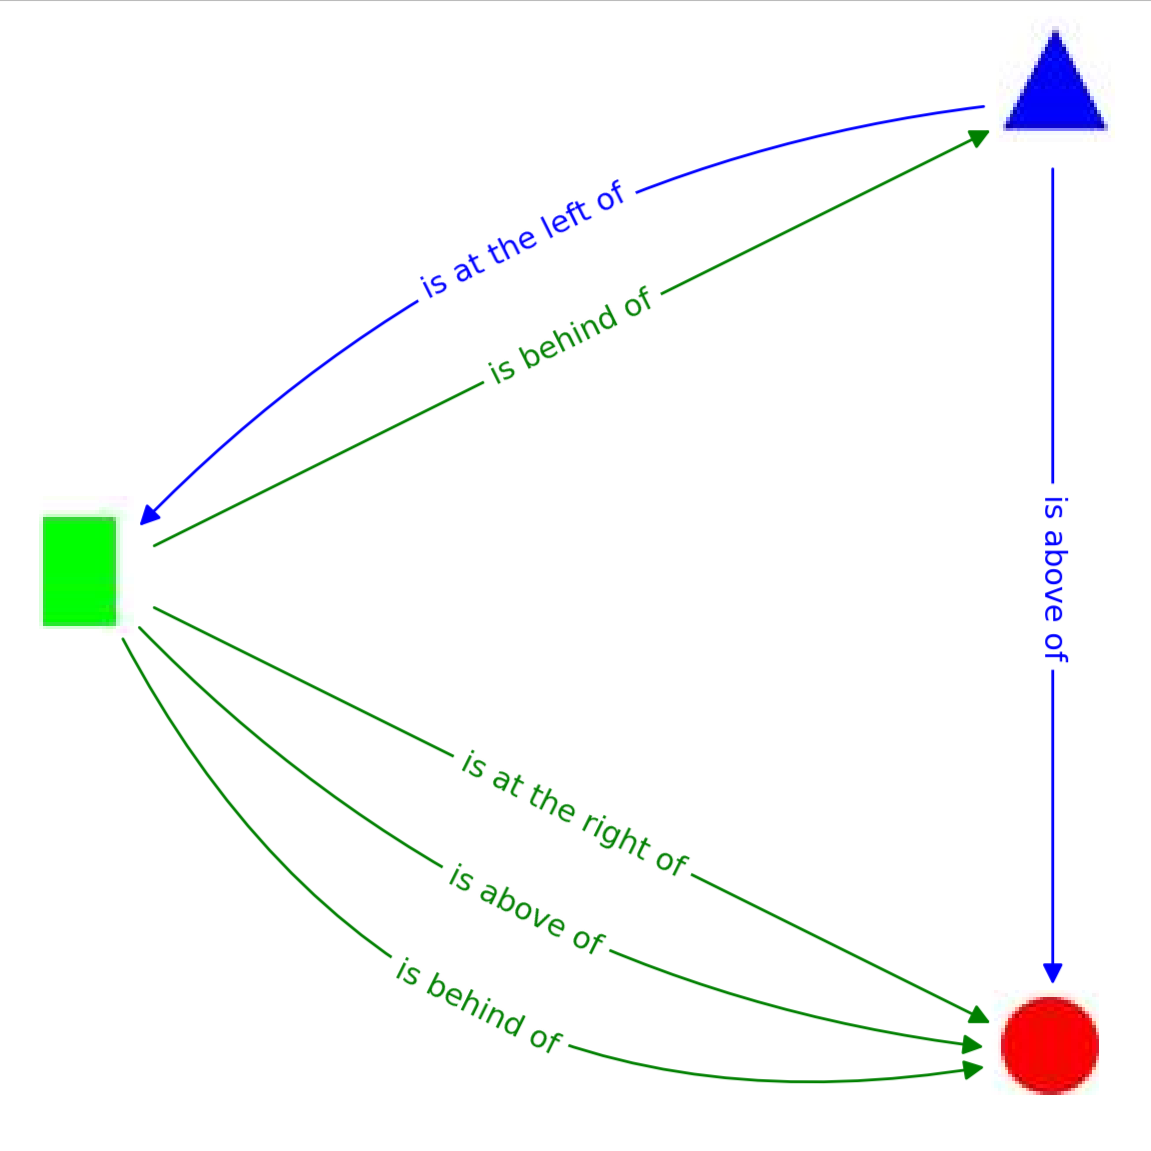 is at the left of
is behind of
is above of
is at the right of
is above of
is behind of